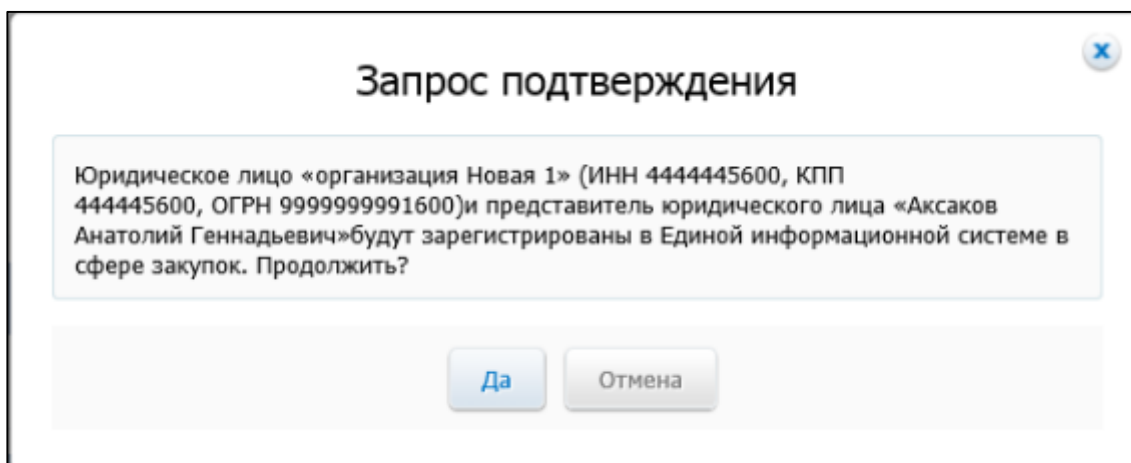 Запрос подтверждения
Юридическое лицо «организация Новая 1» (ИНН 4444445600, КПП
444445600, ОГРН 9999999991600)и представитель юридического лица «Аксаков
Анатолий Геннадьевич»будут зарегистрированы в Единой информационной системе в
сфере закупок. Продолжить?
Да
Отмена